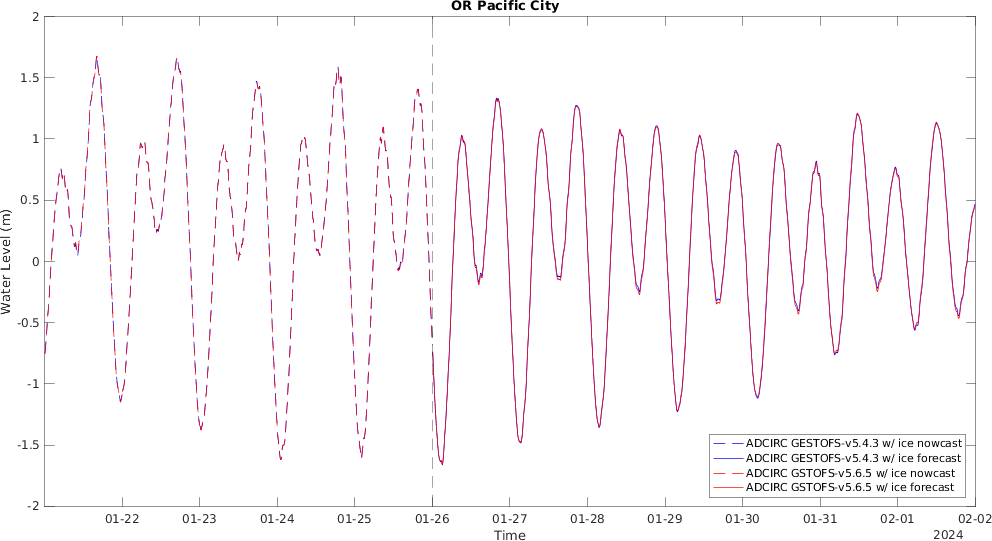 OR Pacific City
2
1.5
1
0.5
0
-0.5
-1
-1.5
-2
Water Level (m)
ADCIRC GESTOFS-v5.4.3 w/ ice nowcast
ADCIRC GESTOFS-v5.4.3 w/ ice forecast
ADCIRC GSTOFS-v5.6.5 w/ ice nowcast
ADCIRC GSTOFS-v5.6.5 w/ ice forecast
01-22 01-23 01-24 01-25 01-26 01-27 01-28 01-29 01-30 01-31 02-01 02-02
Time
2024